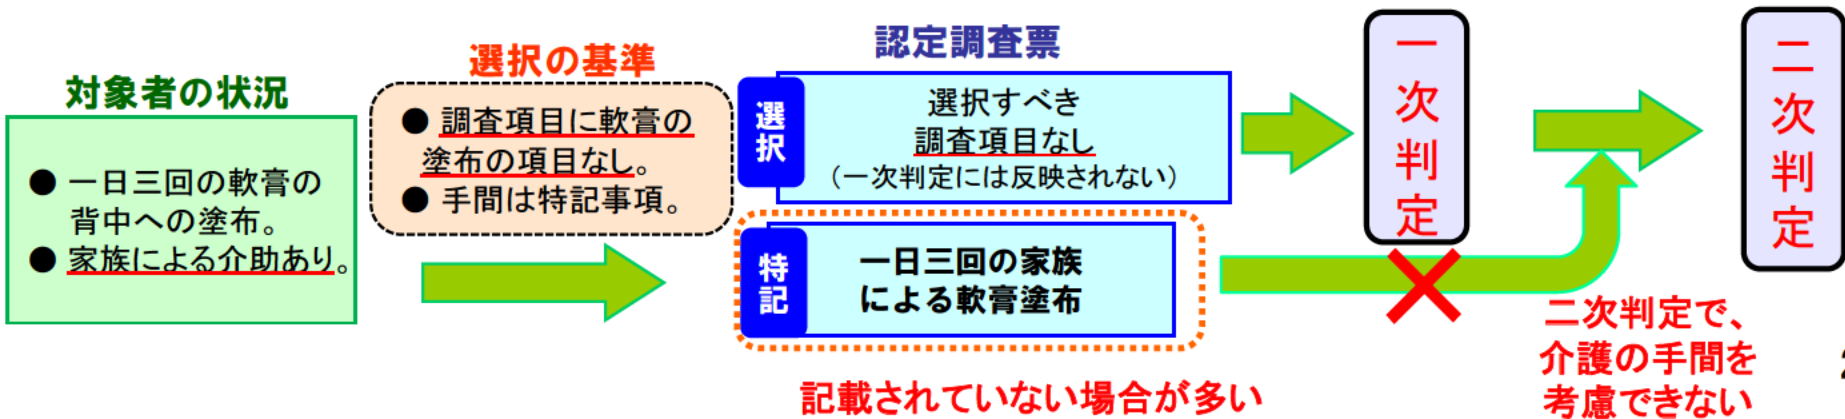 対象者の状況
● 一日三回の軟膏の
背中への塗布。
● 家族による介助あり。
選択の基準
● 調査項目に軟膏の
塗布の項目なし。
● 手間は特記事項。
認定調査票
選択
選択すべき
調査項目なし
（一次判定には反映されない）
特記
一日三回の家族
による軟膏塗布
記載されていない場合が多い
一次判定
二次判定で、
介護の手間を
考慮できない
二次判定